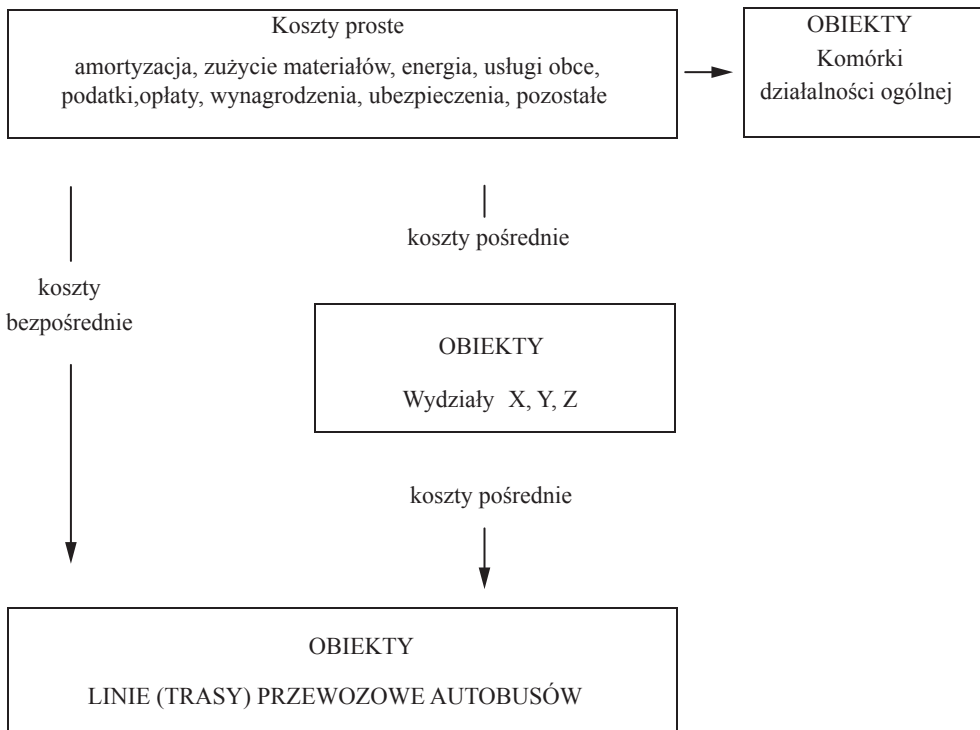 Koszty proste
amortyzacja, zużycie materiałów, energia, usługi obce,
podatki,opłaty, wynagrodzenia, ubezpieczenia, pozostałe
OBIEKTY
Komórki
działalności ogólnej
koszty pośrednie
koszty
bezpośrednie
OBIEKTY
Wydziały X, Y, Z
koszty pośrednie
OBIEKTY
LINIE (TRASY) PRZEWOZOWE AUTOBUSÓW